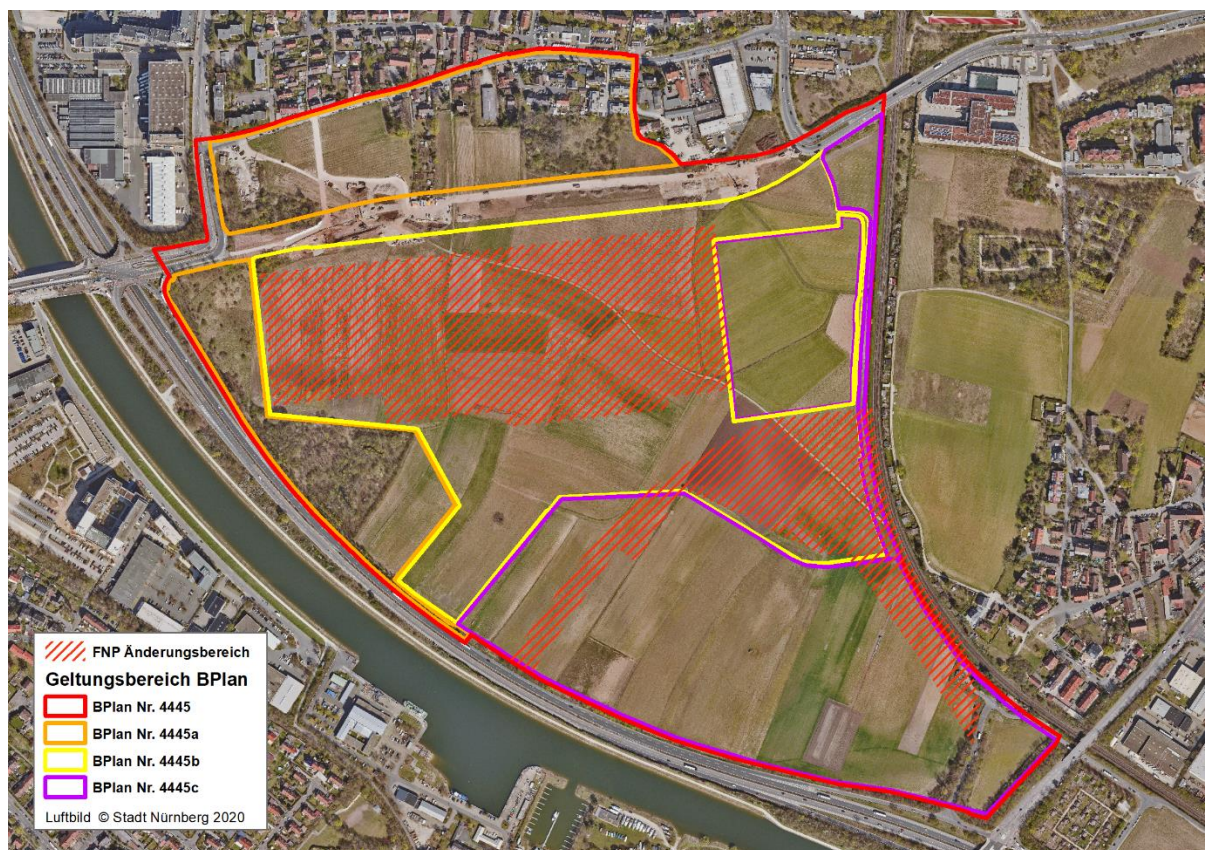 FNP Änderungsbereich
Geltungsbereich BPlan
BPlan Nr. 4445
BPlan Nr. 4445a
BPlan Nr. 4445b
BPlan Nr. 4445c
Luftbild © Stadt Nürnberg 2020